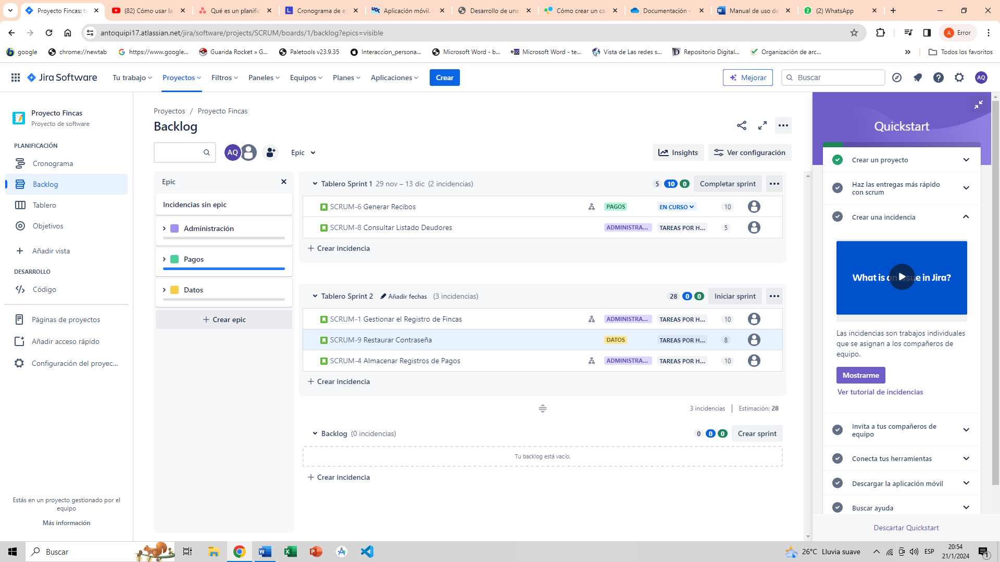 Proyecto Fincas: ta
(82) Cómo usar la
Qué es un planific
Cronograma de es
Aplicación móvil.
Desarrollo de una
Cómo crear un cal
Documentación -
Manual de uso de
(2) WhatsApp
antoquipi17.atlassian.net/jira/software/projects/SCRUM/boards/1/backlog?epics=visible
A Error
google
chrome://newtab
https://www.google...
Guarida Rocket » G...
Paletools v23.9.35
Interaccion_persona...
Microsoft Word - b...
Microsoft Word - te...
Vista de Las redes s...
Repositorio Digital...
Organización de arc...
Todos los favoritos
Jira Software
Tu trabajo
Proyectos
Filtros
Paneles
Equipos
Planes
Aplicaciones
Crear
Mejorar
Buscar
AQ
Proyecto Fincas
Proyecto de software
PLANIFICACIÓN
Cronograma
Backlog
Tablero
Objetivos
Añadir vista
DESARROLLO
Código
Páginas de proyectos
Añadir acceso rápido
Configuración del proyec...
Estás en un proyecto gestionado por el
equipo
Más información
Proyectos / Proyecto Fincas
Backlog
AQ
Epic
Insights
Ver configuración
Epic
Incidencias sin epic
Administración
Pagos
Datos
Crear epic
Tablero Sprint 1 29 nov – 13 dic (2 incidencias) 5 10 0 Completar sprint
SCRUM-6 Generar Recibos PAGOS EN CURSO 10
SCRUM-8 Consultar Listado Deudores ADMINISTRA... TAREAS POR H... 5
Crear incidencia
Tablero Sprint 2 Añadir fechas (3 incidencias) 28 0 0 Iniciar sprint
SCRUM-1 Gestionar el Registro de Fincas ADMINISTRA... TAREAS POR H... 10
SCRUM-9 Restaurar Contraseña DATOS TAREAS POR H... 8
SCRUM-4 Almacenar Registros de Pagos ADMINISTRA... TAREAS POR H... 10
Crear incidencia
3 incidencias Estimación: 28
Backlog (0 incidencias) 0 0 0 Crear sprint
Tu backlog está vacío.
Crear incidencia
Quickstart
Crear un proyecto
Haz las entregas más rápido
con scrum
Crear una incidencia
What is an issue in Jira?
Las incidencias son trabajos individuales
que se asignan a los compañeros de
equipo.
Mostrarme
Ver tutorial de incidencias
Invita a tus compañeros de
equipo
Conecta tus herramientas
Descargar la aplicación móvil
Buscar ayuda
Descartar Quickstart
Buscar
26°C Lluvia suave
ESP
20:54
21/1/2024
1